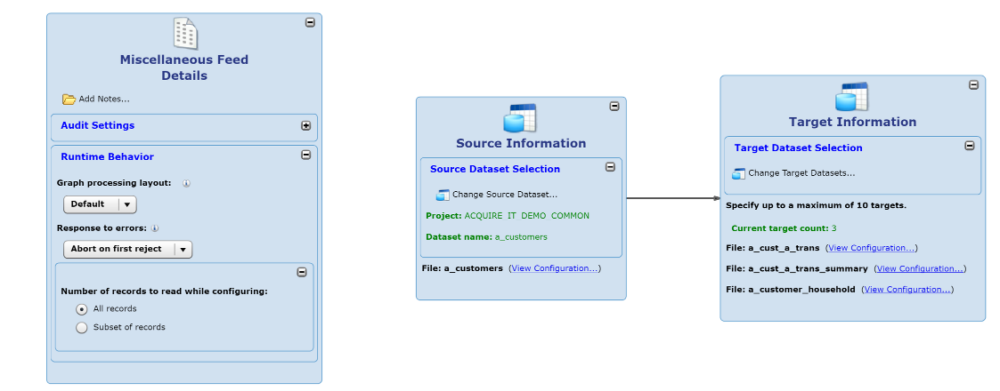 Miscellaneous Feed
Details
Add Notes...
Audit Settings
Runtime Behavior
Graph processing layout:
Default
Response to errors:
Abort on first reject
Number of records to read while configuring:
All records
Subset of records
Source Information
Source Dataset Selection
Change Source Dataset...
Project: ACQUIRE IT DEMO COMMON
Dataset name: a_customers
File: a_customers (View Configuration...)
Target Information
Target Dataset Selection
Change Target Datasets...
Specify up to a maximum of 10 targets.
Current target count: 3
File: a_cust_a_trans (View Configuration...)
File: a_cust_a_trans_summary (View Configuration...)
File: a_customer_household (View Configuration...)